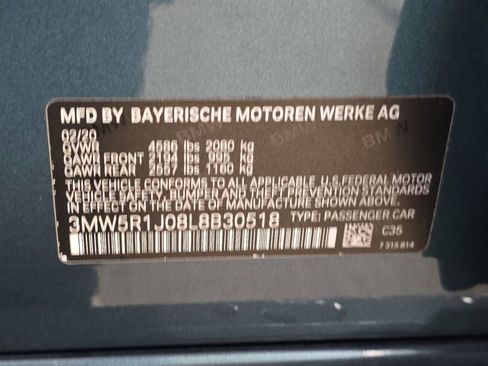 MFD BY BAYERISCHE MOTOREN WERKE AG
02/20
GVWR 4586 lbs 2080 kg
GAWR FRONT 2194 lbs 995 kg
GAWR REAR 2557 lbs 1160 kg
THIS VEHICLE CONFORMS TO ALL APPLICABLE U.S. FEDERAL MOTOR
VEHICLE SAFETY, BUMPER, AND THEFT PREVENTION STANDARDS
IN EFFECT ON THE DATE OF MANUFACTURE SHOWN ABOVE.
3MW5R1J08L8B30518 TYPE: PASSENGER CAR
C35
7315814